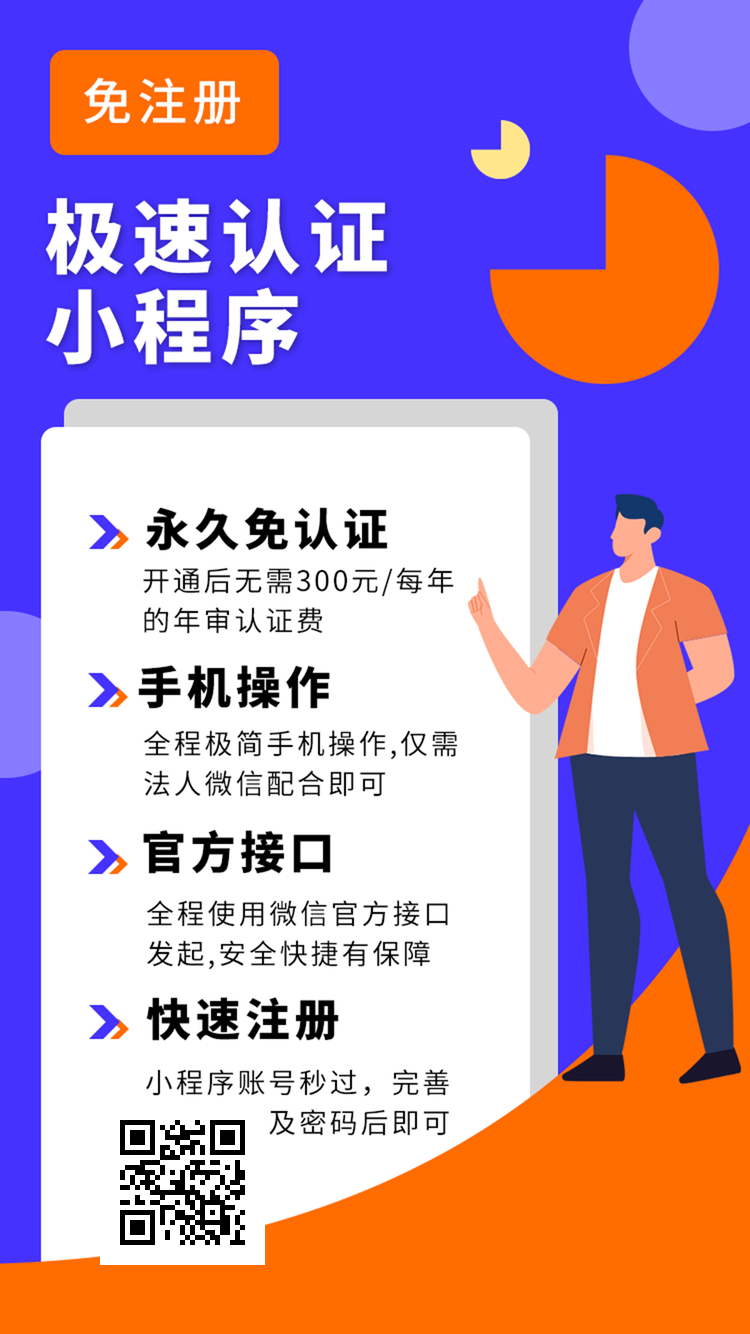 免注册
极速认证
小程序
永久免认证
开通后无需300元/每年
的年审认证费
手机操作
全程极简手机操作,仅需
法人微信配合即可
官方接口
全程使用微信官方接口
发起,安全快捷有保障
快速注册
小程序账号秒过，完善
及密码后即可